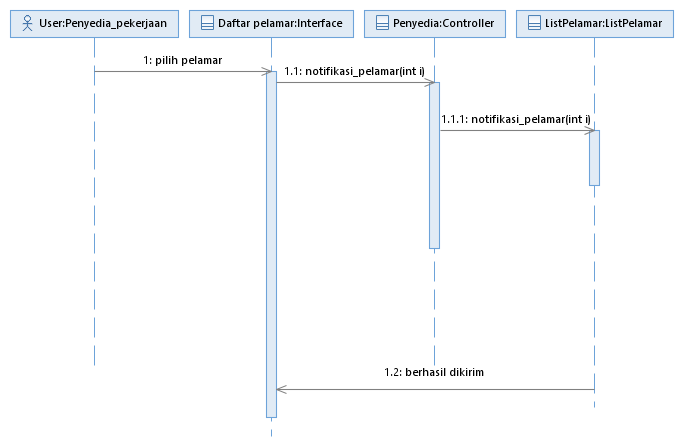 User:Penyedia_pekerjaan
Daftar pelamar:Interface
Penyedia:Controller
ListPelamar:ListPelamar
1: pilih pelamar
1.1: notifikasi_pelamar(int i)
1.1.1: notifikasi_pelamar(int i)
1.2: berhasil dikirim